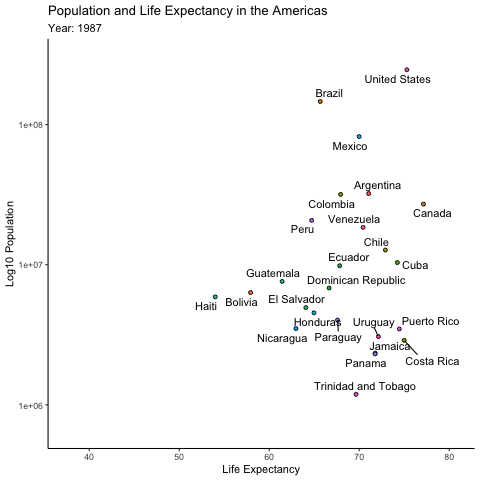 Population and Life Expectancy in the Americas
Year: 1987
United States
Brazil
Mexico
Argentina
Colombia
Canada
Venezuela
Peru
Chile
Ecuador
Cuba
Guatemala
Dominican Republic
El Salvador
Haiti
Bolivia
Honduras
Uruguay
Puerto Rico
Nicaragua
Paraguay
Jamaica
Panama
Costa Rica
Trinidad and Tobago
1e+08
1e+07
1e+06
Log10 Population
40
50
60
70
80
Life Expectancy